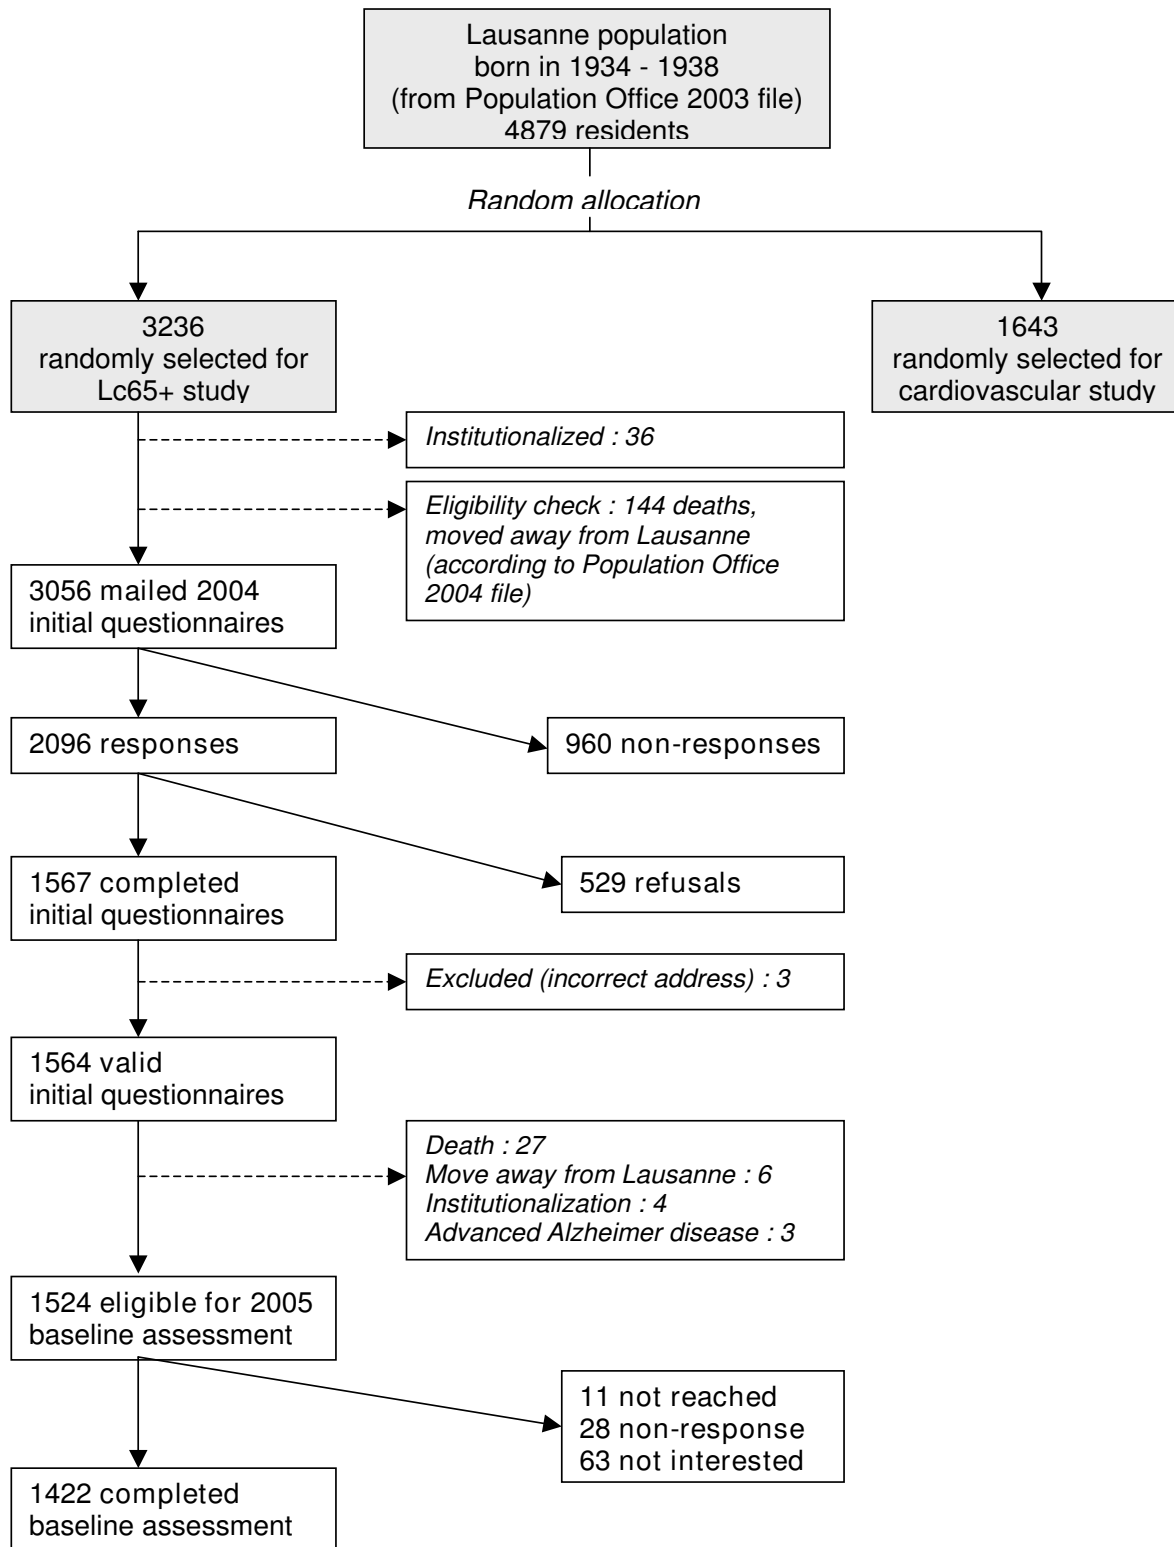 Lausanne population
born in 1934 - 1938
(from Population Office 2003 file)
4879 residents
Random allocation
3236
randomly selected for
Lc65+ study
1643
randomly selected for
cardiovascular study
Institutionalized : 36
Eligibility check : 144 deaths,
moved away from Lausanne
(according to Population Office
2004 file)
3056 mailed 2004
initial questionnaires
2096 responses
960 non-responses
1567 completed
initial questionnaires
529 refusals
Excluded (incorrect address) : 3
1564 valid
initial questionnaires
Death : 27
Move away from Lausanne : 6
Institutionalization : 4
Advanced Alzheimer disease : 3
1524 eligible for 2005
baseline assessment
11 not reached
28 non-response
63 not interested
1422 completed
baseline assessment